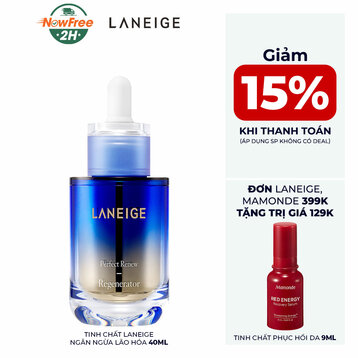 NowFree
2H
LANEIGE
Giảm
15%
KHI THANH TOÁN
(ÁP DỤNG SP KHÔNG CÓ DEAL)
ĐƠN LANEIGE,
MAMONDE 399K
TẶNG TRỊ GIÁ 129K
LANEIGE
Perfect Renew
Regenerator
Mamonde
RED ENERGY
Recovery Serum
TINH CHẤT LANEIGE
NGĂN NGỪA LÃO HÓA 40ML
TINH CHẤT PHỤC HỒI DA 9ML